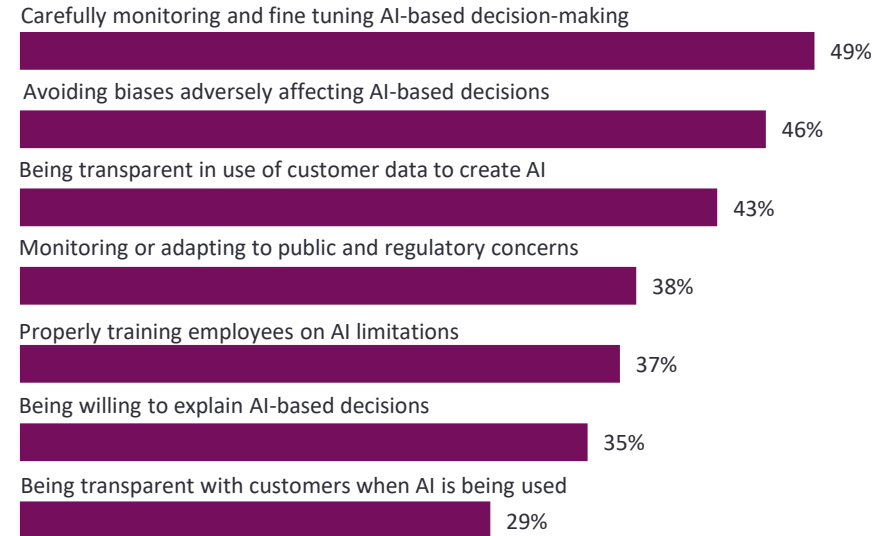 Carefully monitoring and fine tuning AI-based decision-making
49%
Avoiding biases adversely affecting AI-based decisions
46%
Being transparent in use of customer data to create AI
43%
Monitoring or adapting to public and regulatory concerns
38%
Properly training employees on AI limitations
37%
Being willing to explain AI-based decisions
35%
Being transparent with customers when AI is being used
29%